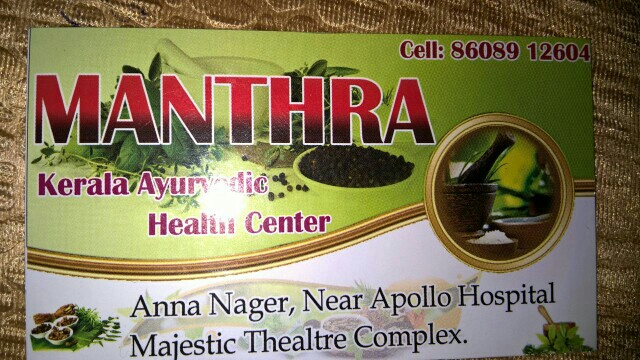 Cell: 86089 12604
MANTHRA
Kerala Ayurvedic
Health Center
Anna Nager, Near Apollo Hospital
Majestic Thealtre Complex.